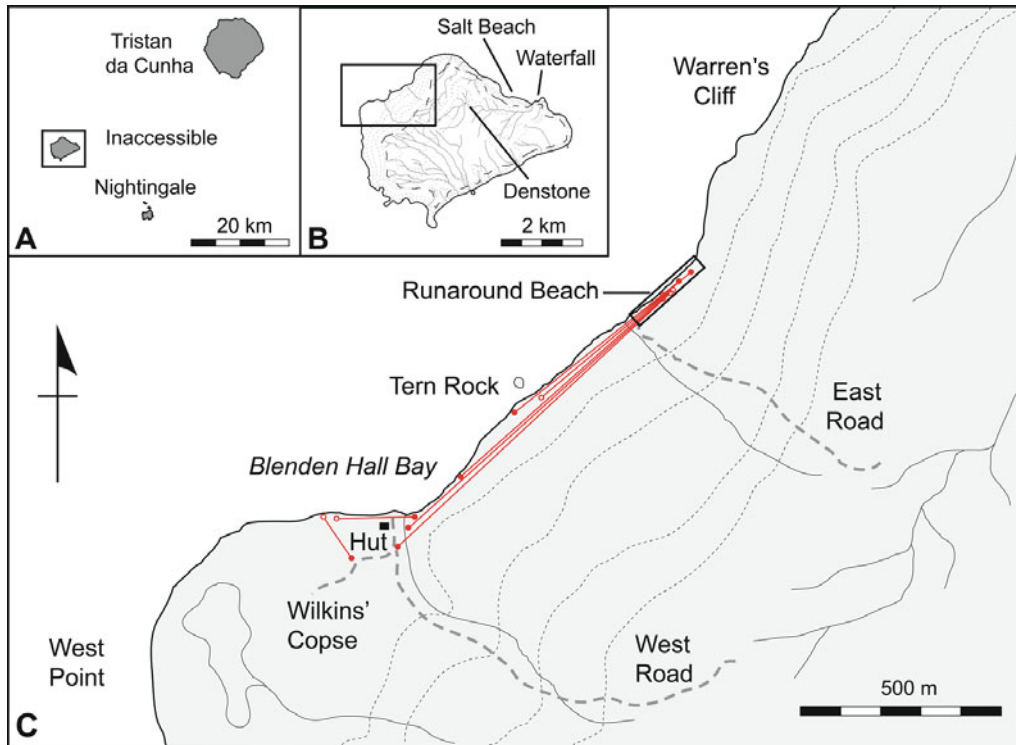 Tristan
da Cunha
Inaccessible
Nightingale
20 km
A
Salt Beach
Waterfall
Denstone
2 km
B
Warren's
Cliff
Runaround Beach
Tern Rock
East
Road
Blenden Hall Bay
Hut
Wilkins'
Copse
West
Point
West
Road
500 m
C